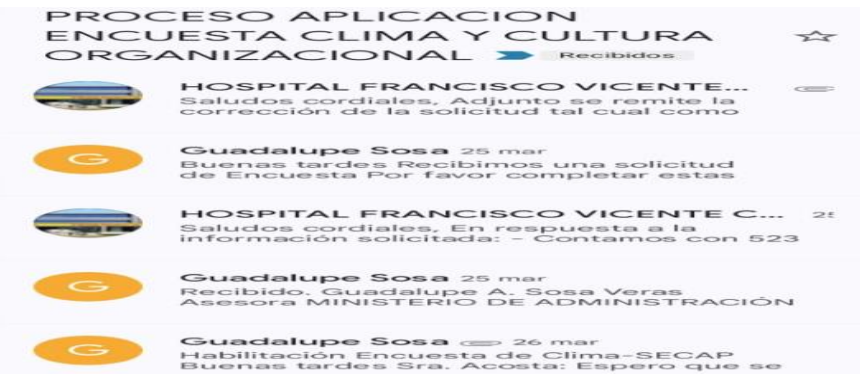 PROCESO APLICACION
ENCUESTA CLIMA Y CULTURA
ORGANIZACIONAL Recibidos
HOSPITAL FRANCISCO VICENTE...
Saludos cordiales, Adjunto se remite la
corrección de la solicitud tal cual como
G
Guadalupe Sosa 25 mar
Buenas tardes Recibimos una solicitud
de Encuesta Por favor completar estas
HOSPITAL FRANCISCO VICENTE C...
Saludos cordiales, En respuesta a la
información solicitada: - Contamos con 523
G
Guadalupe Sosa 25 mar
Recibido. Guadalupe A. Sosa Veras
Asesora MINISTERIO DE ADMINISTRACIÓN
G
Guadalupe Sosa 26 mar
Habilitación Encuesta de Clima-SECAP
Buenas tardes Sra. Acosta: Espero que se